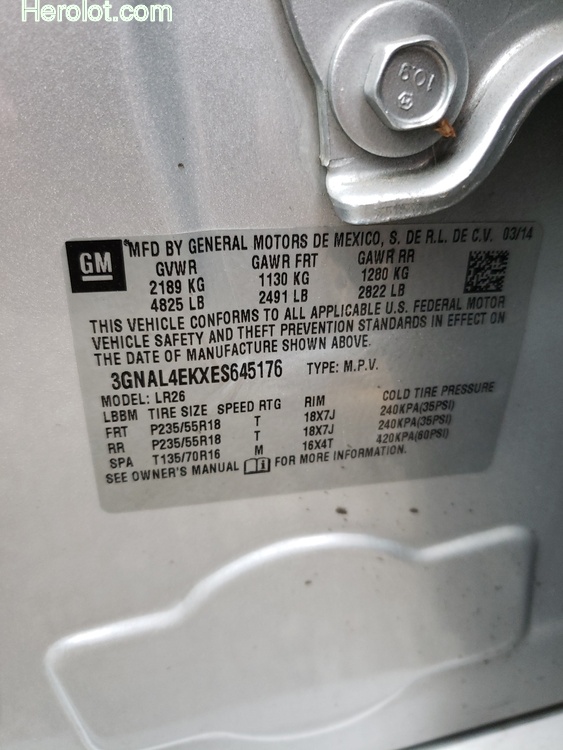 Herolot.com
10.9
GM
MFD BY GENERAL MOTORS DE MEXICO, S. DE R.L. DE C.V. 03/14
GVWR GAWR FRT GAWR RR
2189 KG 1130 KG 1280 KG
4825 LB 2491 LB 2822 LB
THIS VEHICLE CONFORMS TO ALL APPLICABLE U.S. FEDERAL MOTOR
VEHICLE SAFETY AND THEFT PREVENTION STANDARDS IN EFFECT ON
THE DATE OF MANUFACTURE SHOWN ABOVE.
3GNAL4EKXES645176 TYPE: M.P.V.
MODEL: LR26
LBBM TIRE SIZE SPEED RTG RIM COLD TIRE PRESSURE
FRT P235/55R18 T 18X7J 240KPA(35PSI)
RR P235/55R18 T 18X7J 240KPA(35PSI)
SPA T135/70R16 M 16X4T 420KPA(60PSI)
SEE OWNER'S MANUAL FOR MORE INFORMATION.